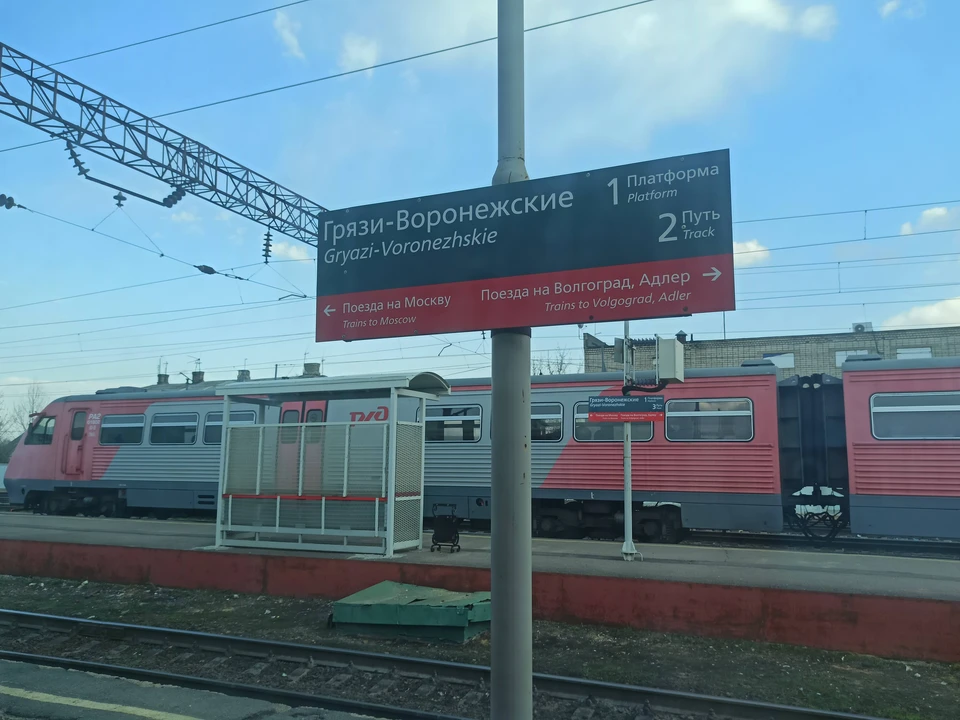 Грязи-Воронежские
Gryazi-Voronezhskie
1 Платформа
Platform
2 Путь
Track
← Поезда на Москву
Trains to Moscow
Поезда на Волгоград, Адлер →
Trains to Volgograd, Adler
РЖД
Грязи-Воронежские